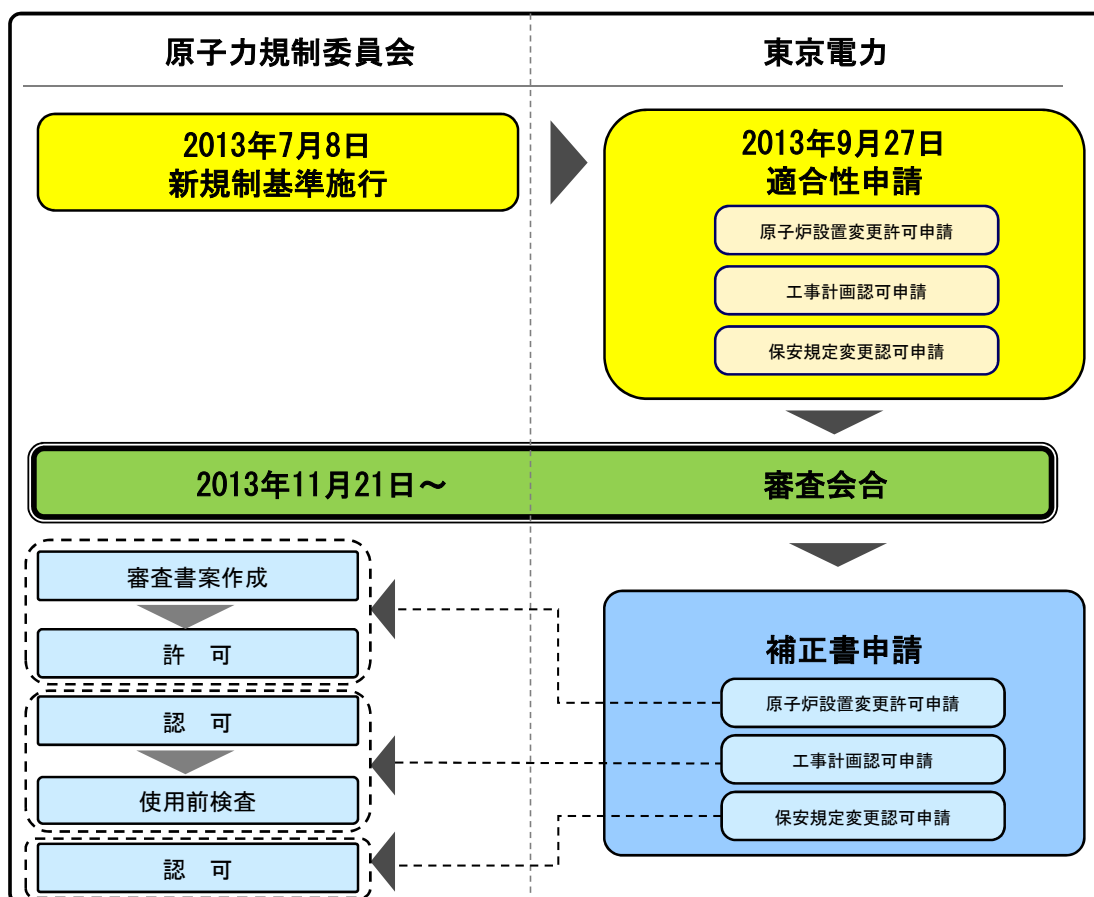 原子力規制委員会
東京電力
2013年7月8日
新規制基準施行
2013年9月27日
適合性申請
原子炉設置変更許可申請
工事計画認可申請
保安規定変更認可申請
2013年11月21日~
審査会合
審査書案作成
許　可
認　可
使用前検査
認　可
補正書申請
原子炉設置変更許可申請
工事計画認可申請
保安規定変更認可申請